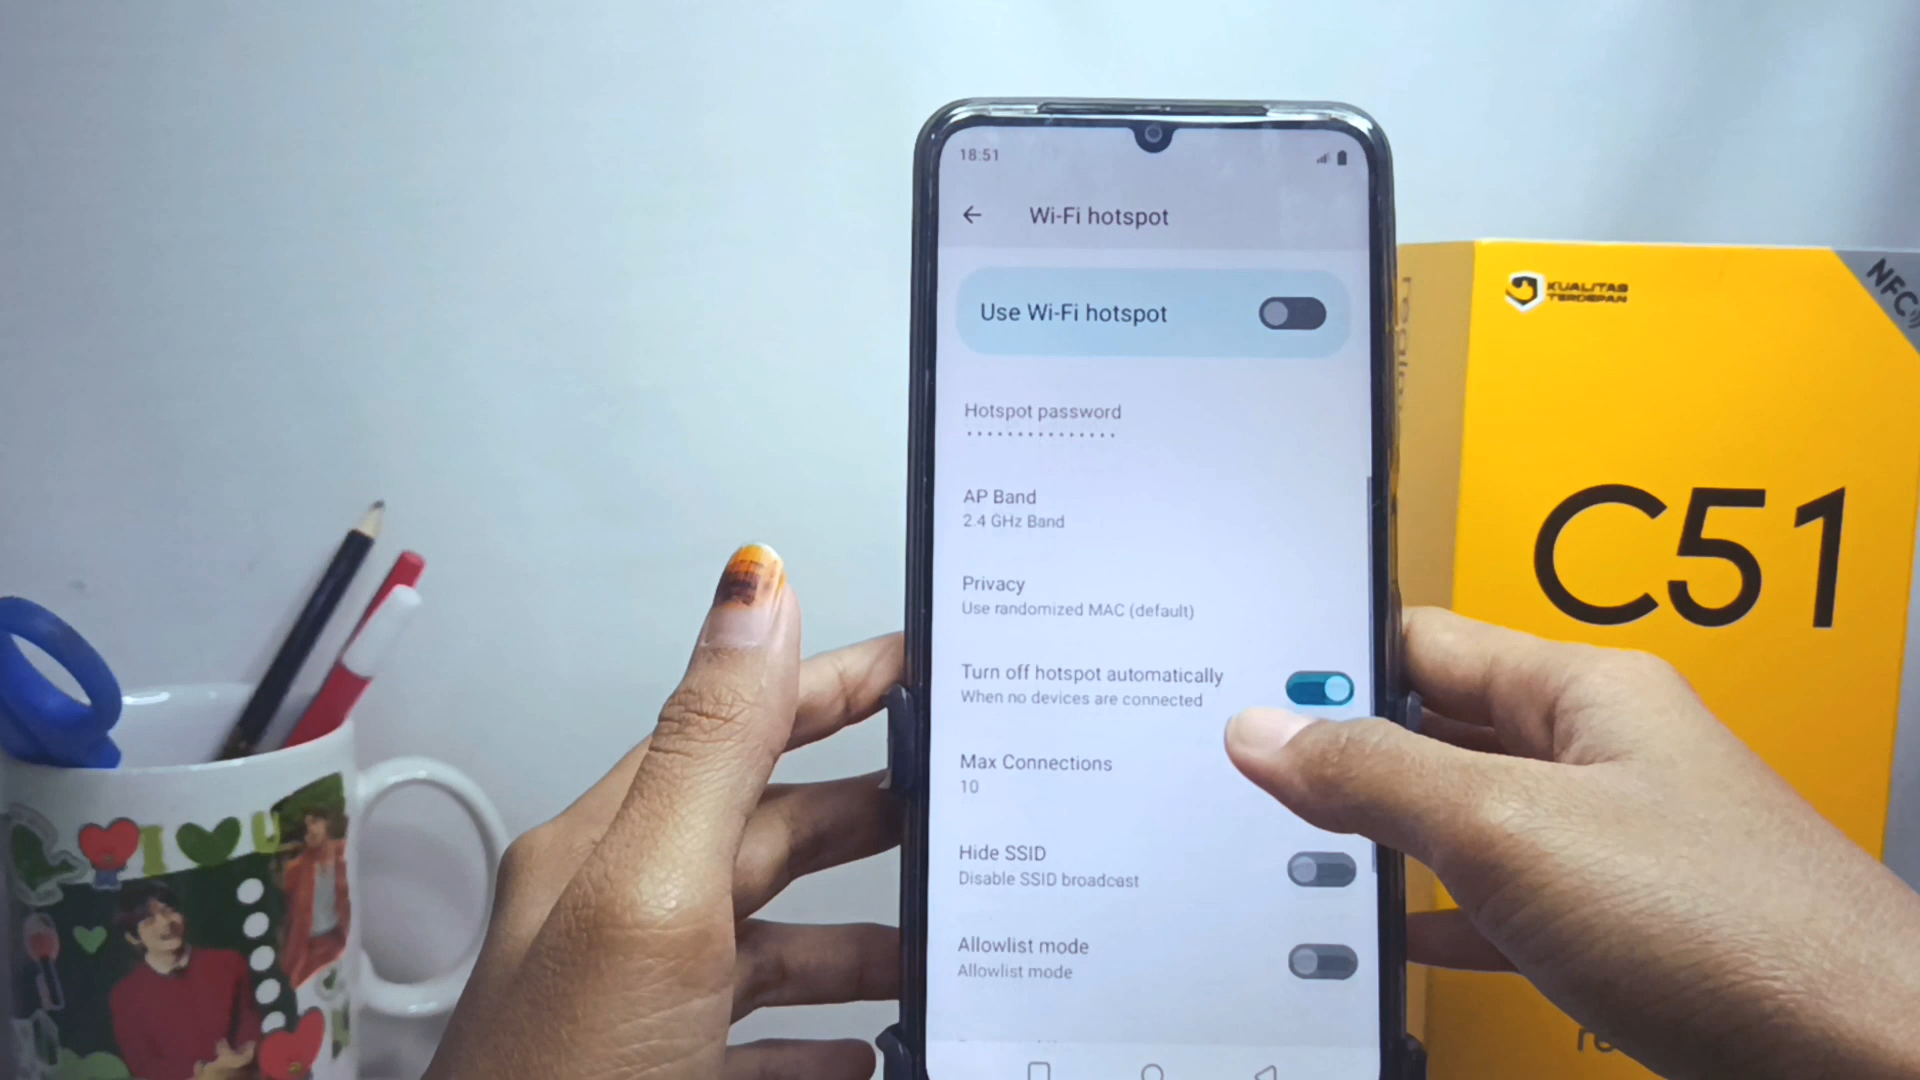 18:51
Wi-Fi hotspot
Use Wi-Fi hotspot
Hotspot password
AP Band
2.4 GHz Band
Privacy
Use randomized MAC (default)
Turn off hotspot automatically
When no devices are connected
Max Connections
10
Hide SSID
Disable SSID broadcast
Allowlist mode
Allowlist mode
KUALITAS
TERDEPAN
NFC
C51
I U